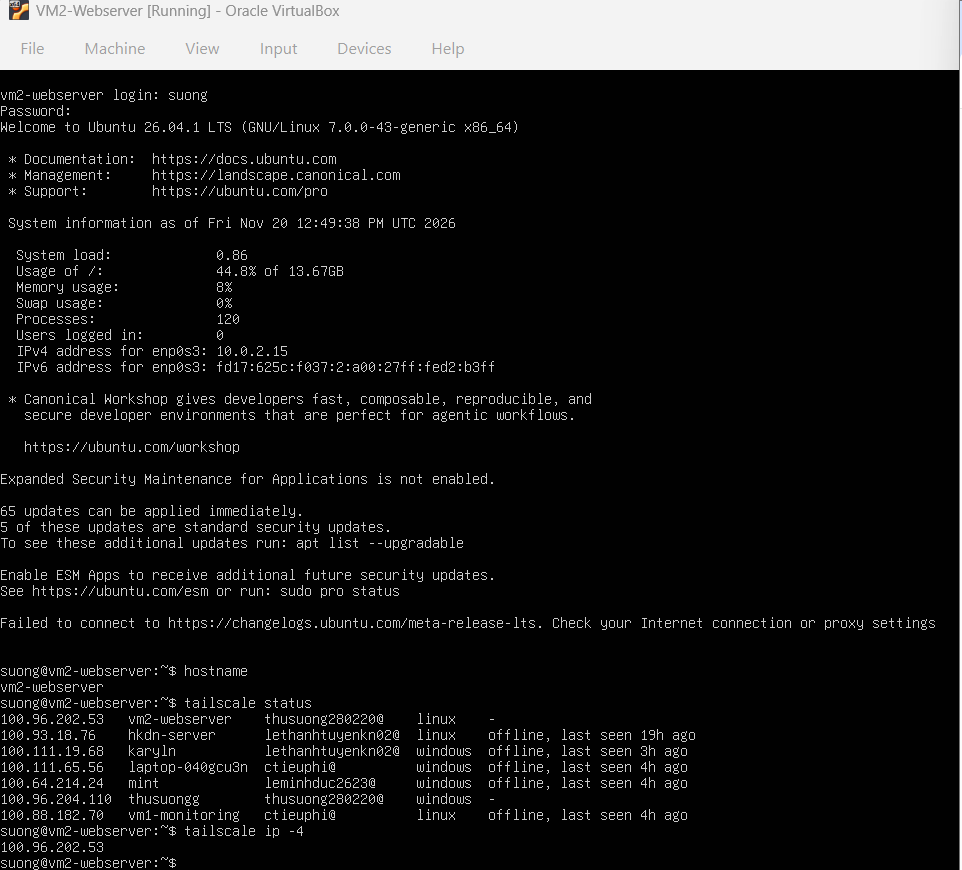 VM2-Webserver [Running] - Oracle VirtualBox
File Machine View Input Devices Help
vm2-webserver login: suong
Password:
Welcome to Ubuntu 26.04.1 LTS (GNU/Linux 7.0.0-43-generic x86_64)
* Documentation: https://docs.ubuntu.com
* Management: https://landscape.canonical.com
* Support: https://ubuntu.com/pro
System information as of Fri Nov 20 12:49:38 PM UTC 2026
System load: 0.86
Usage of /: 44.8% of 13.67GB
Memory usage: 8%
Swap usage: 0%
Processes: 120
Users logged in: 0
IPv4 address for enp0s3: 10.0.2.15
IPv6 address for enp0s3: fd17:625c:f037:2:a00:27ff:fed2:b3ff
* Canonical Workshop gives developers fast, composable, reproducible, and
secure developer environments that are perfect for agentic workflows.
https://ubuntu.com/workshop
Expanded Security Maintenance for Applications is not enabled.
65 updates can be applied immediately.
5 of these updates are standard security updates.
To see these additional updates run: apt list --upgradable
Enable ESM Apps to receive additional future security updates.
See https://ubuntu.com/esm or run: sudo pro status
Failed to connect to https://changelogs.ubuntu.com/meta-release-lts. Check your Internet connection or proxy settings
suong@vm2-webserver:~$ hostname
vm2-webserver
suong@vm2-webserver:~$ tailscale status
100.96.202.53 vm2-webserver thusuong280220@ linux -
100.93.18.76 hkdn-server lethanhtuyenkn02@ linux offline, last seen 19h ago
100.111.19.68 karyln lethanhtuyenkn02@ windows offline, last seen 3h ago
100.111.65.56 laptop-040gcu3n ctieuphi@ windows offline, last seen 4h ago
100.64.214.24 mint leminhduc2623@ windows offline, last seen 4h ago
100.96.204.110 thusuongg thusuong280220@ windows -
100.88.182.70 vm1-monitoring ctieuphi@ linux offline, last seen 4h ago
suong@vm2-webserver:~$ tailscale ip -4
100.96.202.53
suong@vm2-webserver:~$